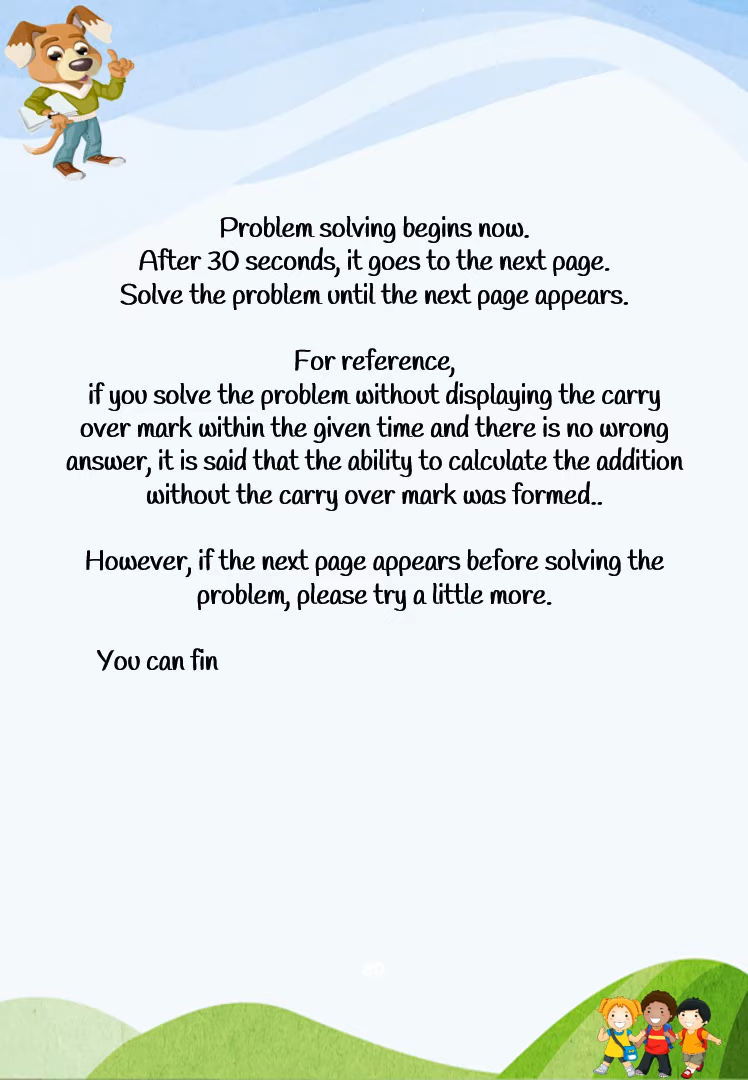 Problem solving begins now.
After 30 seconds, it goes to the next page.
Solve the problem until the next page appears.
For reference,
if you solve the problem without displaying the carry
over mark within the given time and there is no wrong
answer, it is said that the ability to calculate the addition
without the carry over mark was formed..
However, if the next page appears before solving the
problem, please try a little more.
You can fin